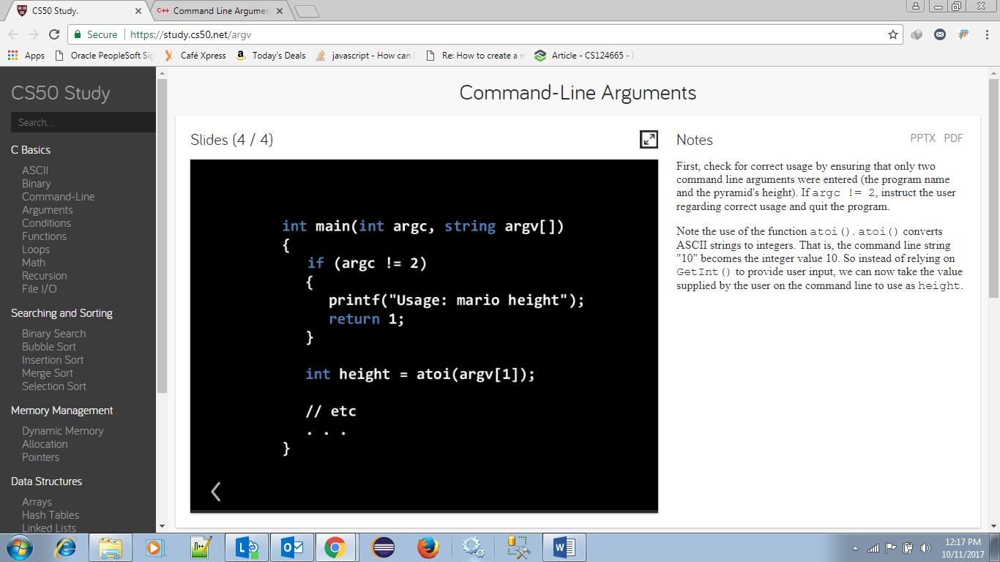 CS50 Study.
C++ Command Line Argumen
Secure https://study.cs50.net/argv
Apps Oracle PeopleSoft Sig Café Xpress Today's Deals javascript - How can I Re: How to create a n Article - CS124665 -
CS50 Study
Search...
C Basics
ASCII
Binary
Command-Line
Arguments
Conditions
Functions
Loops
Math
Recursion
File I/O
Searching and Sorting
Binary Search
Bubble Sort
Insertion Sort
Merge Sort
Selection Sort
Memory Management
Dynamic Memory
Allocation
Pointers
Data Structures
Arrays
Hash Tables
Linked Lists
Command-Line Arguments
Slides (4 / 4)
int main(int argc, string argv[])
{
if (argc != 2)
{
printf("Usage: mario height");
return 1;
}
int height = atoi(argv[1]);
// etc
. . .
}
Notes
PPTX PDF
First, check for correct usage by ensuring that only two
command line arguments were entered (the program name
and the pyramid's height). If argc != 2, instruct the user
regarding correct usage and quit the program.
Note the use of the function atoi(). atoi() converts
ASCII strings to integers. That is, the command line string
"10" becomes the integer value 10. So instead of relying on
GetInt() to provide user input, we can now take the value
supplied by the user on the command line to use as height.
12:17 PM
10/11/2017